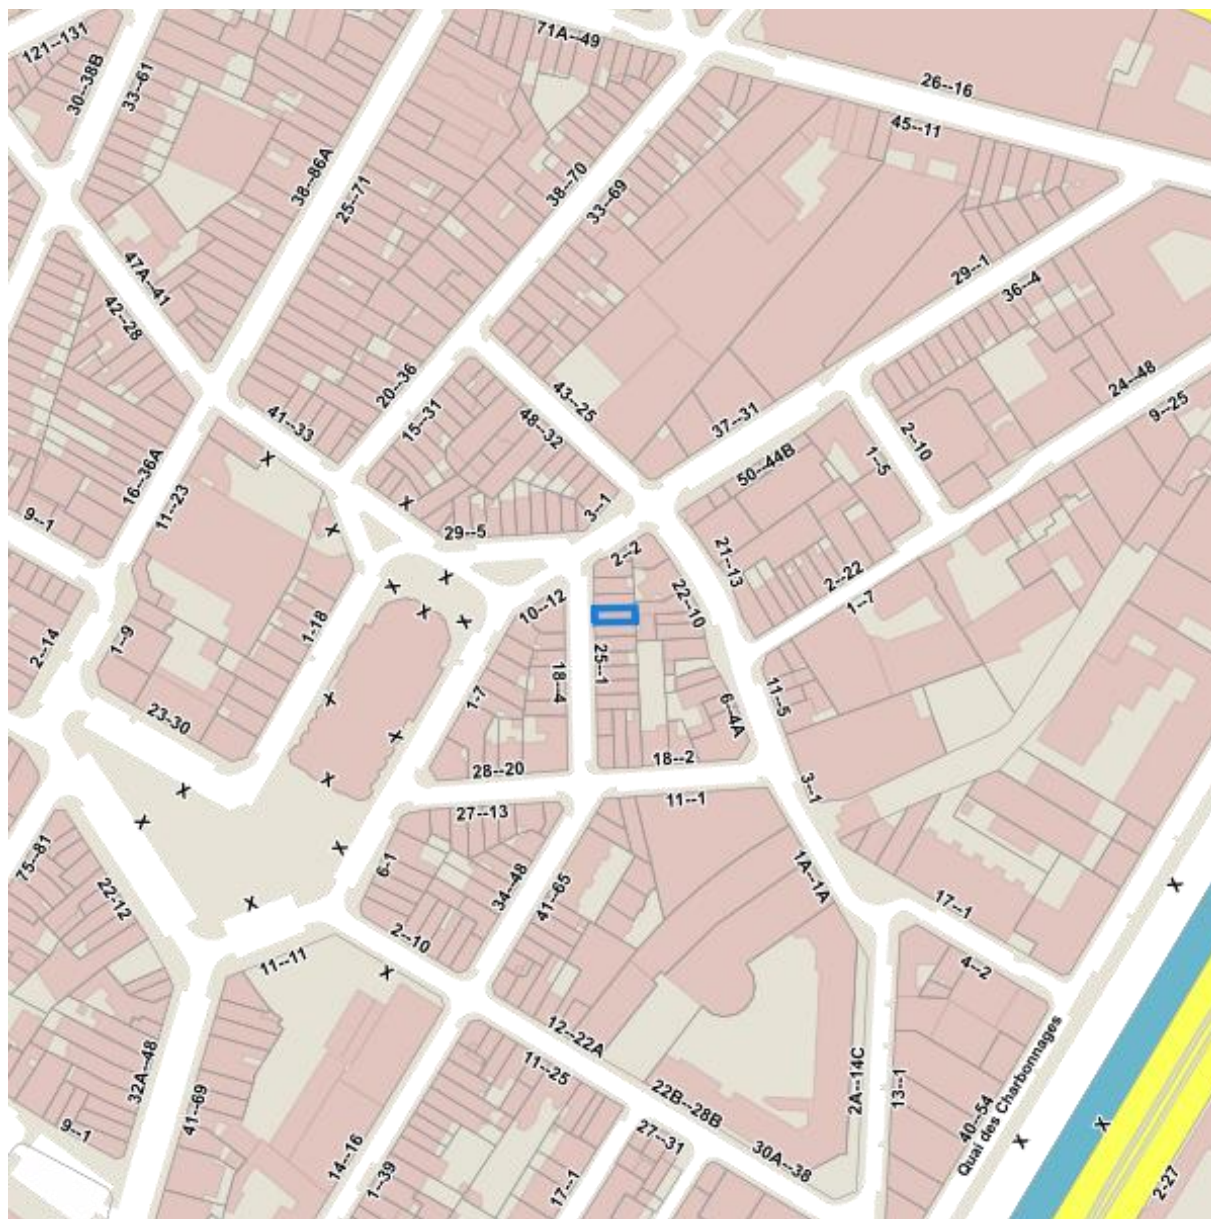 121--131
30--38B
33--61
71A--49
26--16
45--11
38--86A
25--71
38--70
33--69
47A--41
42--28
29--1
36--4
20--36
15--31
41--33
48--32
43--25
37--31
24--48
9--25
2--10
1--5
50--44B
16--36A
11--23
9--1
X
X
X
29--5
3--1
21--13
2--22
1--7
2--2
22--10
10--12
X
X
X
X
2--14
1--9
1-18
25--1
18--4
1-7
23-30
X
X
X
11--5
6--4A
18--2
28--20
27--13
11--1
3--1
X
X
X
X
75--81
22-12
6-1
34--48
41--65
1A--1A
17--1
X
2--10
11--11
X
4--2
12--22A
11--25
22B--28B
2A--14C
13--1
40--54
Quai des Charbonnages
X
X
32A--48
41--69
9--1
14--16
1--39
17--1
27--31
30A--38
2-27